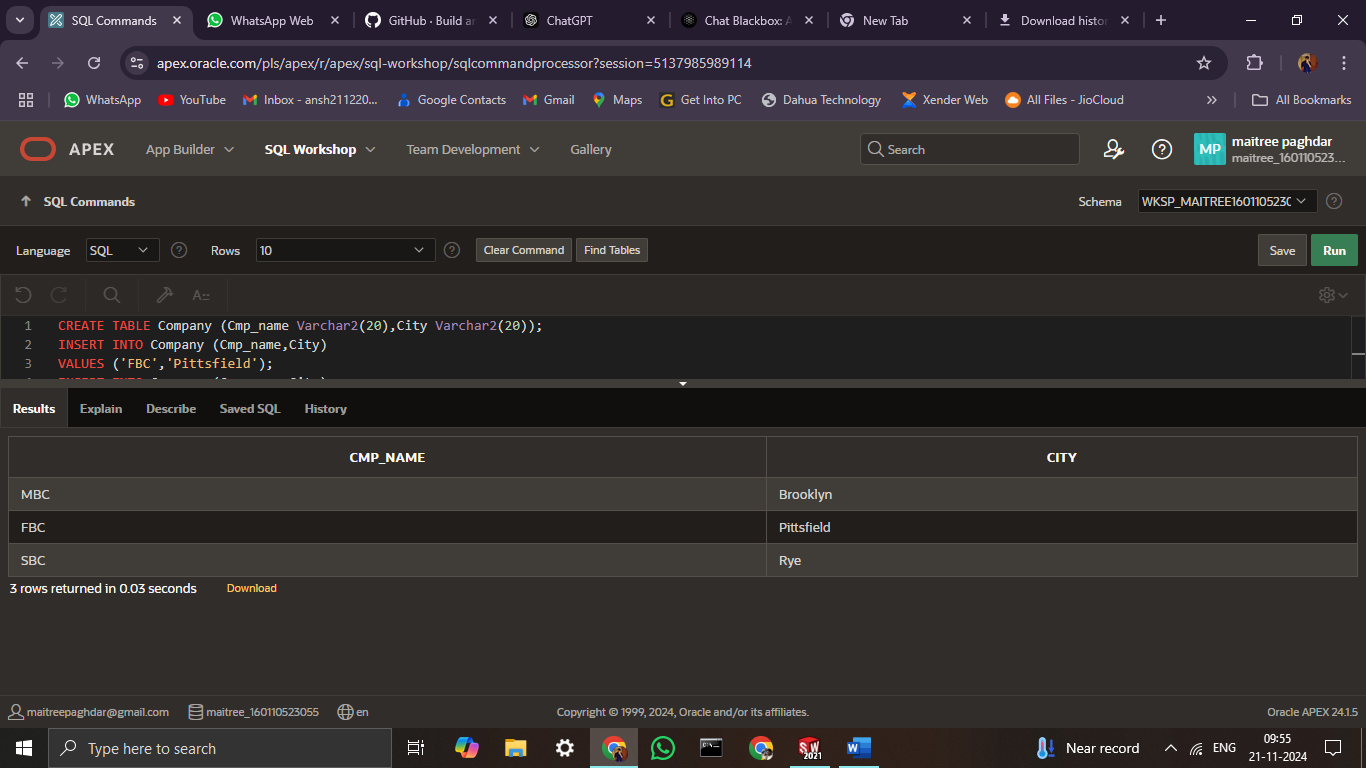 SQL Commands
WhatsApp Web
GitHub · Build ar
ChatGPT
Chat Blackbox: A
New Tab
Download histor
apex.oracle.com/pls/apex/r/apex/sql-workshop/sqlcommandprocessor?session=5137985989114
WhatsApp
YouTube
Inbox - ansh211220...
Google Contacts
Gmail
Maps
Get Into PC
Dahua Technology
Xender Web
All Files - JioCloud
All Bookmarks
APEX
App Builder
SQL Workshop
Team Development
Gallery
Search
MP
maitree paghdar
maitree_160110523...
SQL Commands
Schema
WKSP_MAITREE1601105230
Language
SQL
Rows
10
Clear Command
Find Tables
Save
Run
1 CREATE TABLE Company (Cmp_name Varchar2(20),City Varchar2(20));
2 INSERT INTO Company (Cmp_name,City)
3 VALUES ('FBC','Pittsfield');
Results
Explain
Describe
Saved SQL
History
CMP_NAME CITY
MBC Brooklyn
FBC Pittsfield
SBC Rye
3 rows returned in 0.03 seconds
Download
maitreepaghdar@gmail.com
maitree_160110523055
en
Copyright © 1999, 2024, Oracle and/or its affiliates.
Oracle APEX 24.1.5
Type here to search
SW
2021
Near record
ENG
09:55
21-11-2024